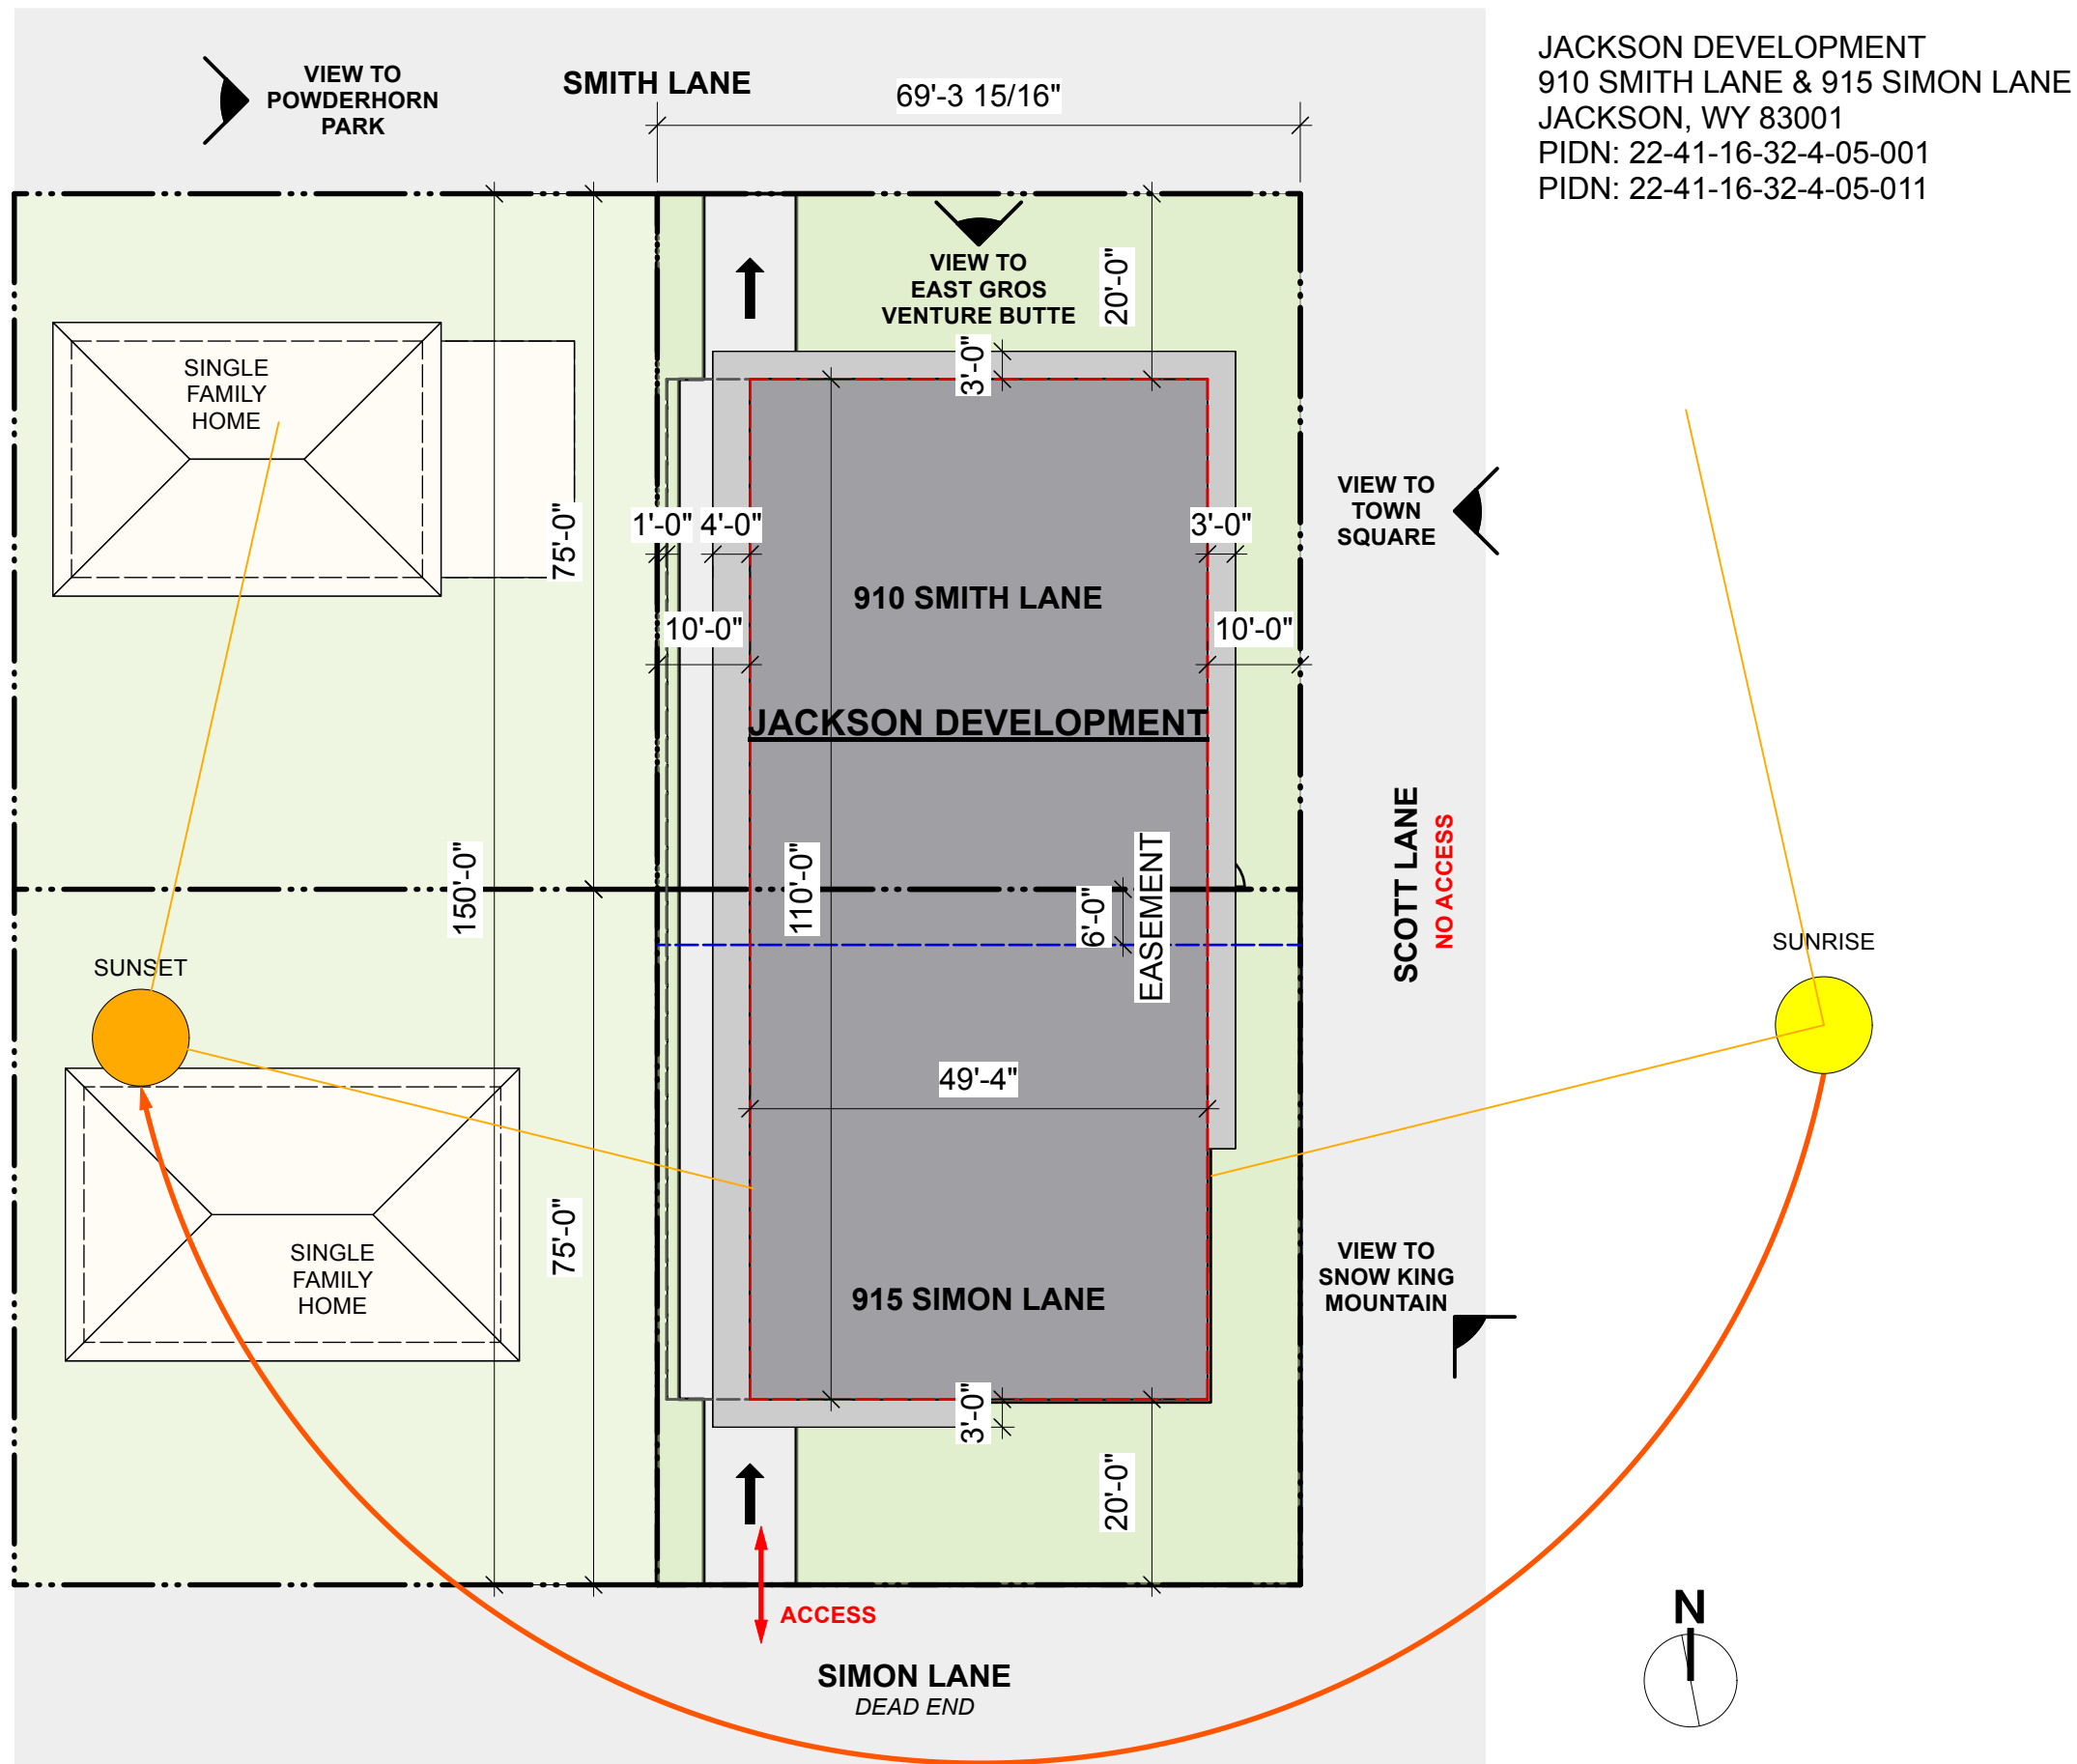 JACKSON DEVELOPMENT
910 SMITH LANE & 915 SIMON LANE
JACKSON, WY 83001
PIDN: 22-41-16-32-4-05-001
PIDN: 22-41-16-32-4-05-011
VIEW TO
POWDERHORN
PARK
SMITH LANE
69'-3 15/16"
VIEW TO
EAST GROS
VENTURE BUTTE
20'-0"
3'-0"
SINGLE
FAMILY
HOME
75'-0"
1'-0"
4'-0"
3'-0"
VIEW TO
TOWN
SQUARE
910 SMITH LANE
10'-0"
10'-0"
JACKSON DEVELOPMENT
150'-0"
110'-0"
6'-0"
EASEMENT
SCOTT LANE
NO ACCESS
SUNSET
SUNRISE
49'-4"
75'-0"
SINGLE
FAMILY
HOME
915 SIMON LANE
VIEW TO
SNOW KING
MOUNTAIN
3'-0"
20'-0"
ACCESS
SIMON LANE
DEAD END
N